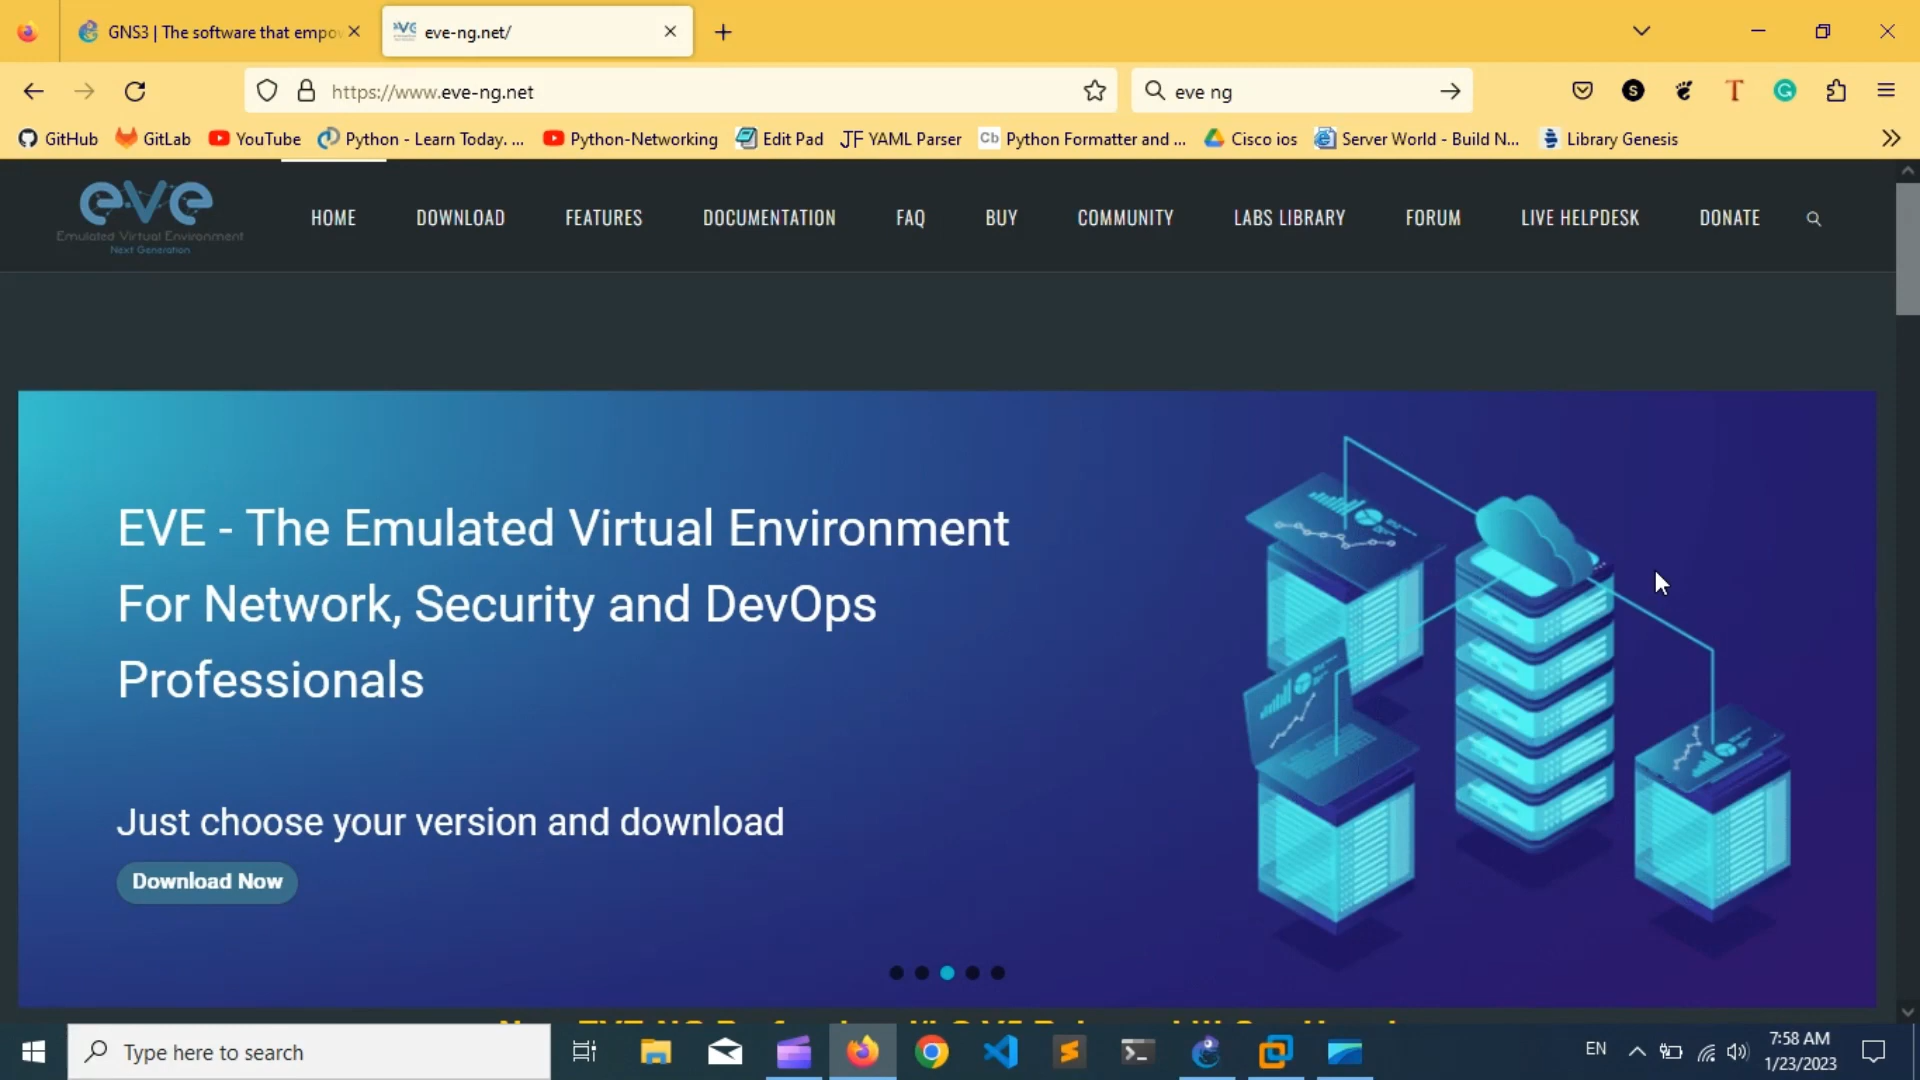 GNS3 | The software that empo
eve-ng.net/
https://www.eve-ng.net
eve ng
GitHub
GitLab
YouTube
Python - Learn Today. ...
Python-Networking
Edit Pad
JF YAML Parser
Cb Python Formatter and ...
Cisco ios
Server World - Build N...
Library Genesis
eve
Emulated Virtual Environment
Next Generation
HOME
DOWNLOAD
FEATURES
DOCUMENTATION
FAQ
BUY
COMMUNITY
LABS LIBRARY
FORUM
LIVE HELPDESK
DONATE
EVE - The Emulated Virtual Environment
For Network, Security and DevOps
Professionals
Just choose your version and download
Download Now
Type here to search
EN
7:58 AM
1/23/2023